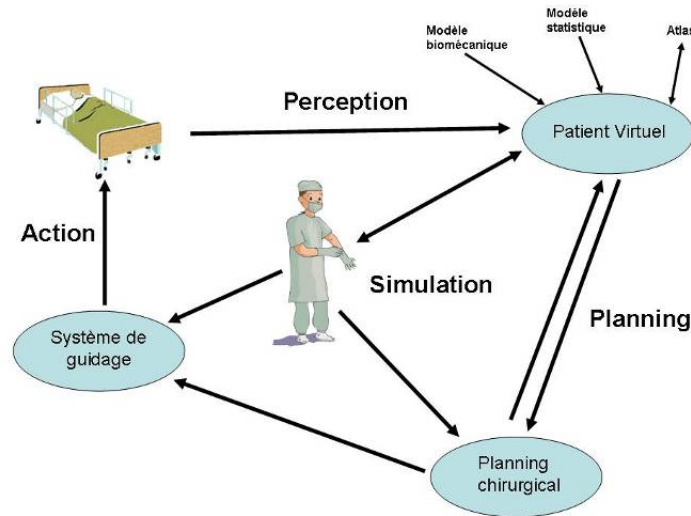 Modèle
biomécanique
Modèle
statistique
Atlas
Perception
Patient Virtuel
Action
Simulation
Système de
guidage
Planning
Planning
chirurgical